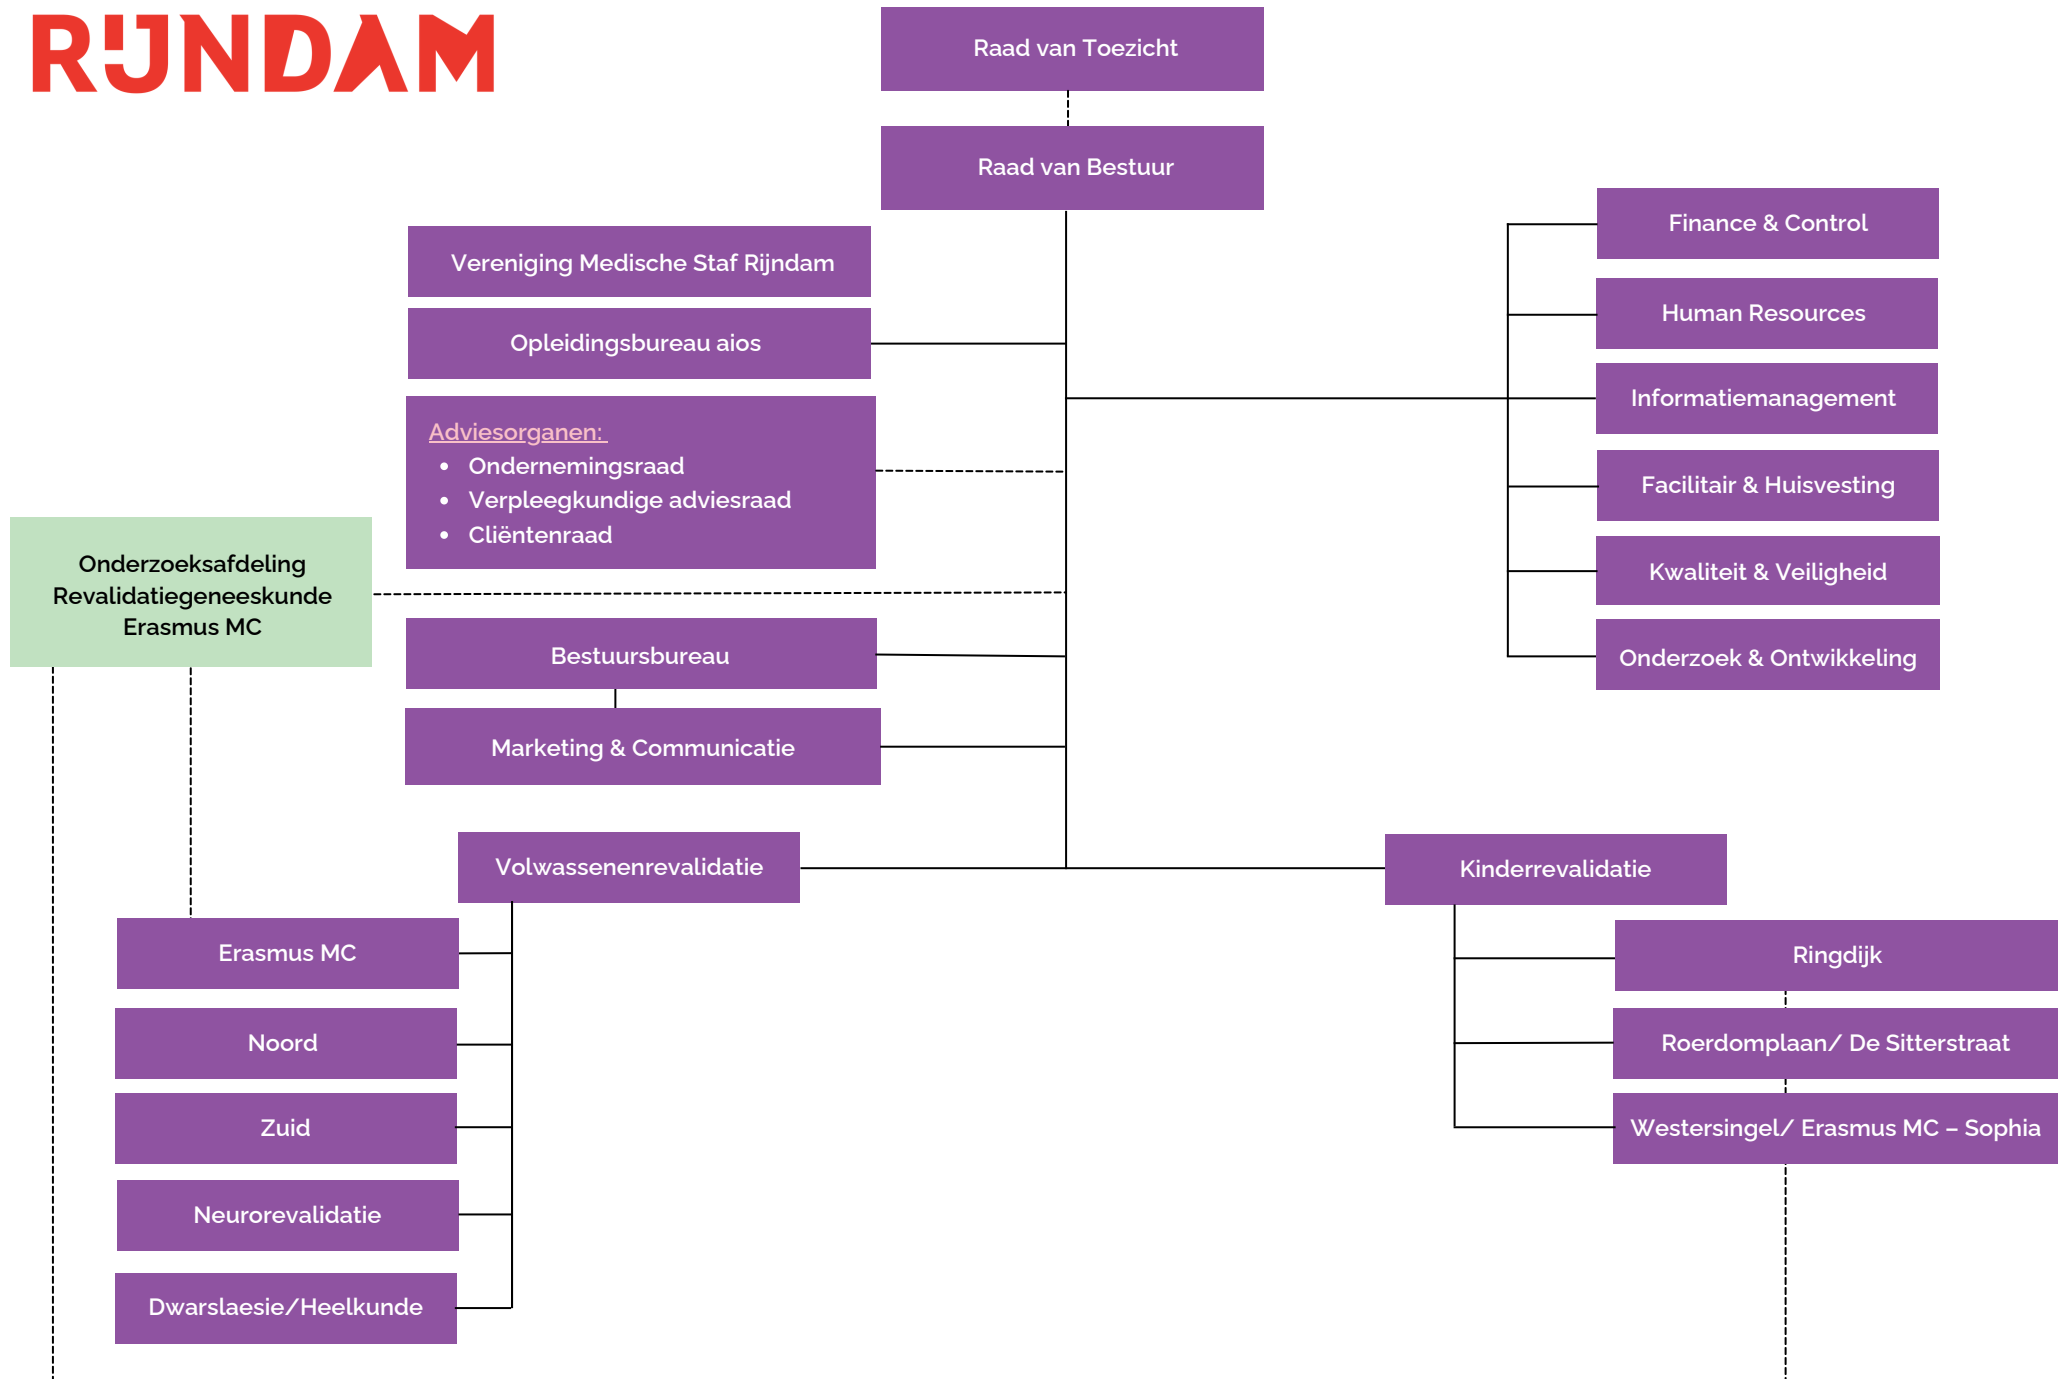 RIJNDAM
Raad van Toezicht
Raad van Bestuur
Vereniging Medische Staf Rijndam
Opleidingsbureau aios
Adviesorganen:
• Ondernemingsraad
• Verpleegkundige adviesraad
• Cliëntenraad
Onderzoeksafdeling
Revalidatiegeneeskunde
Erasmus MC
Bestuursbureau
Marketing & Communicatie
Finance & Control
Human Resources
Informatiemanagement
Facilitair & Huisvesting
Kwaliteit & Veiligheid
Onderzoek & Ontwikkeling
Volwassenenrevalidatie
Erasmus MC
Noord
Zuid
Neurorevalidatie
Dwarslaesie/Heelkunde
Kinderrevalidatie
Ringdijk
Roerdomplaan/ De Sitterstraat
Westersingel/ Erasmus MC – Sophia